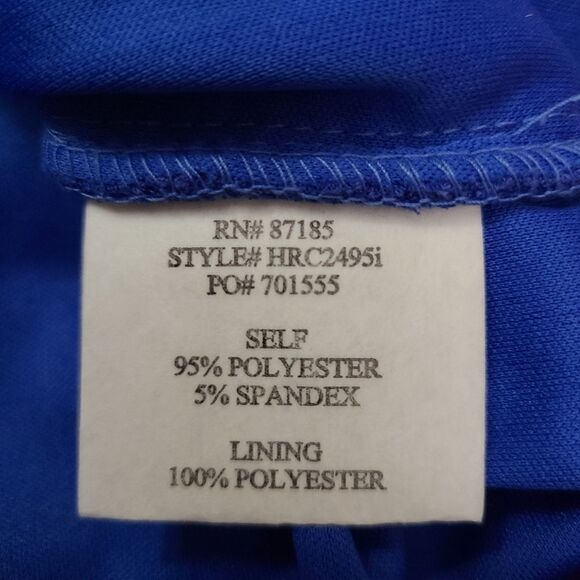 RN# 87185
STYLE# HRC2495i
PO# 701555
SELF
95% POLYESTER
5% SPANDEX
LINING
100% POLYESTER